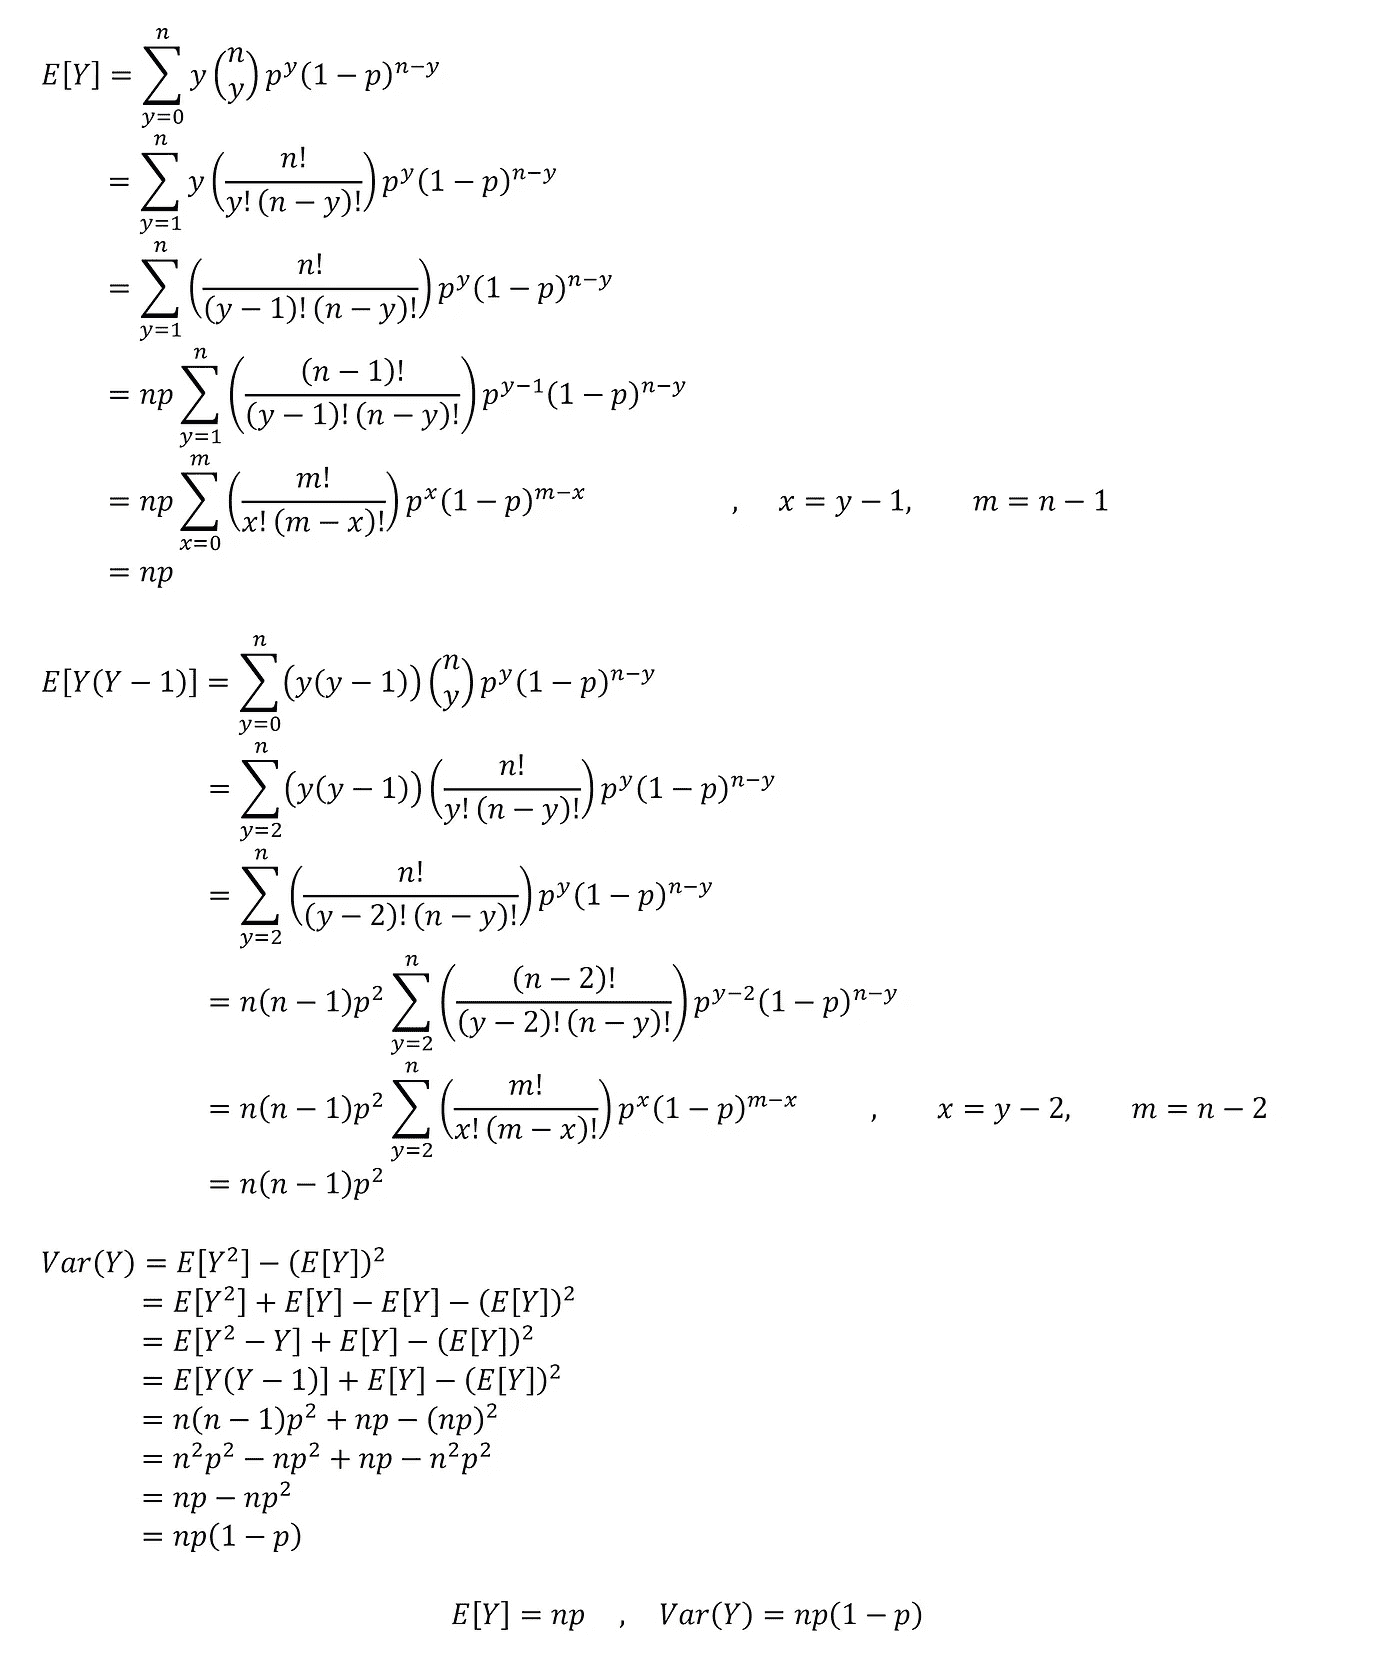 E[Y] = \sum_{y=0}^{n} y \binom{n}{y} p^y (1 − p)^{n−y}
= \sum_{y=1}^{n} y \left( \frac{n!}{y! (n − y)!} \right) p^y (1 − p)^{n−y}
= \sum_{y=1}^{n} \left( \frac{n!}{(y − 1)! (n − y)!} \right) p^y (1 − p)^{n−y}
= np \sum_{y=1}^{n} \left( \frac{(n − 1)!}{(y − 1)! (n − y)!} \right) p^{y−1} (1 − p)^{n−y}
= np \sum_{x=0}^{m} \left( \frac{m!}{x! (m − x)!} \right) p^x (1 − p)^{m−x} , x = y − 1, m = n − 1
= np
E[Y(Y − 1)] = \sum_{y=0}^{n} (y(y − 1)) \binom{n}{y} p^y (1 − p)^{n−y}
= \sum_{y=2}^{n} (y(y − 1)) \left( \frac{n!}{y! (n − y)!} \right) p^y (1 − p)^{n−y}
= \sum_{y=2}^{n} \left( \frac{n!}{(y − 2)! (n − y)!} \right) p^y (1 − p)^{n−y}
= n(n − 1)p^2 \sum_{y=2}^{n} \left( \frac{(n − 2)!}{(y − 2)! (n − y)!} \right) p^{y−2} (1 − p)^{n−y}
= n(n − 1)p^2 \sum_{y=2}^{n} \left( \frac{m!}{x! (m − x)!} \right) p^x (1 − p)^{m−x} , x = y − 2, m = n − 2
= n(n − 1)p^2
Var(Y) = E[Y^2] − (E[Y])^2
= E[Y^2] + E[Y] − E[Y] − (E[Y])^2
= E[Y^2 − Y] + E[Y] − (E[Y])^2
= E[Y(Y − 1)] + E[Y] − (E[Y])^2
= n(n − 1)p^2 + np − (np)^2
= n^2p^2 − np^2 + np − n^2p^2
= np − np^2
= np(1 − p)
E[Y] = np , Var(Y) = np(1 − p)